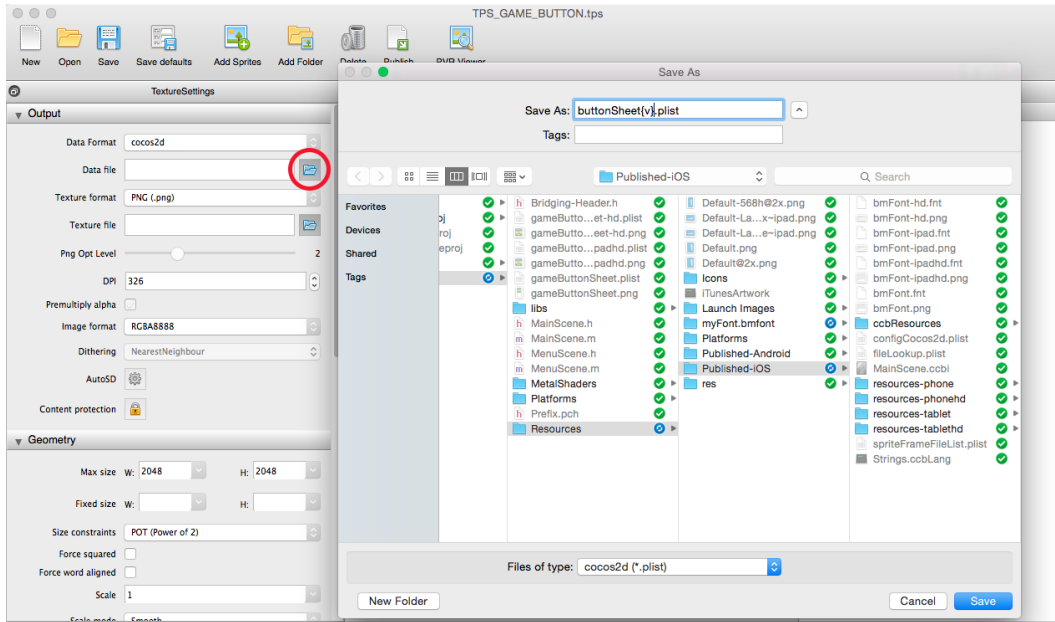 TPS_GAME_BUTTON.tps
New
Open
Save
Save defaults
Add Sprites
Add Folder
Delete
Publish
PVR Viewer
TextureSettings
Output
Data Format cocos2d
Data file
Texture format PNG (.png)
Texture file
Png Opt Level 2
DPI 326
Premultiply alpha
Image format RGBA8888
Dithering NearestNeighbour
AutoSD
Content protection
Geometry
Max size W: 2048 H: 2048
Fixed size W: H:
Size constraints POT (Power of 2)
Force squared
Force word aligned
Scale 1
Scale mode Smooth
Save As
Save As: buttonSheet{v}.plist
Tags:
Published-iOS
Search
Favorites
Devices
Shared
Tags
oj
roj
eproj
Bridging-Header.h
gameButto...et-hd.plist
gameButto...eet-hd.png
gameButto...padhd.plist
gameButto...padhd.png
gameButtonSheet.plist
gameButtonSheet.png
libs
MainScene.h
MainScene.m
MenuScene.h
MenuScene.m
MetalShaders
Platforms
Prefix.pch
Resources
Default-568h@2x.png
Default-La...x~ipad.png
Default-La...e~ipad.png
Default.png
Default@2x.png
Icons
iTunesArtwork
Launch Images
myFont.bmfont
Platforms
Published-Android
Published-iOS
res
bmFont-hd.fnt
bmFont-hd.png
bmFont-ipad.fnt
bmFont-ipad.png
bmFont-ipadhd.fnt
bmFont-ipadhd.png
bmFont.fnt
bmFont.png
ccbResources
configCocos2d.plist
fileLookup.plist
MainScene.ccbi
resources-phone
resources-phonehd
resources-tablet
resources-tablethd
spriteFrameFileList.plist
Strings.ccbLang
Files of type: cocos2d (*.plist)
New Folder
Cancel
Save